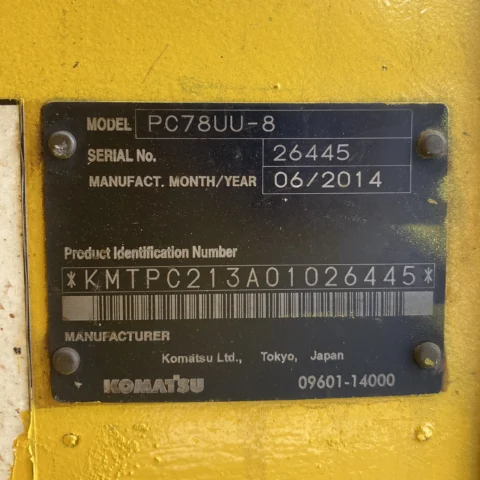 MODEL PC78UU-8
SERIAL No. 26445
MANUFACT. MONTH/YEAR 06/2014
Product Identification Number
*KMTPC213A01026445*
MANUFACTURER
Komatsu Ltd., Tokyo, Japan
KOMATSU 09601-14000